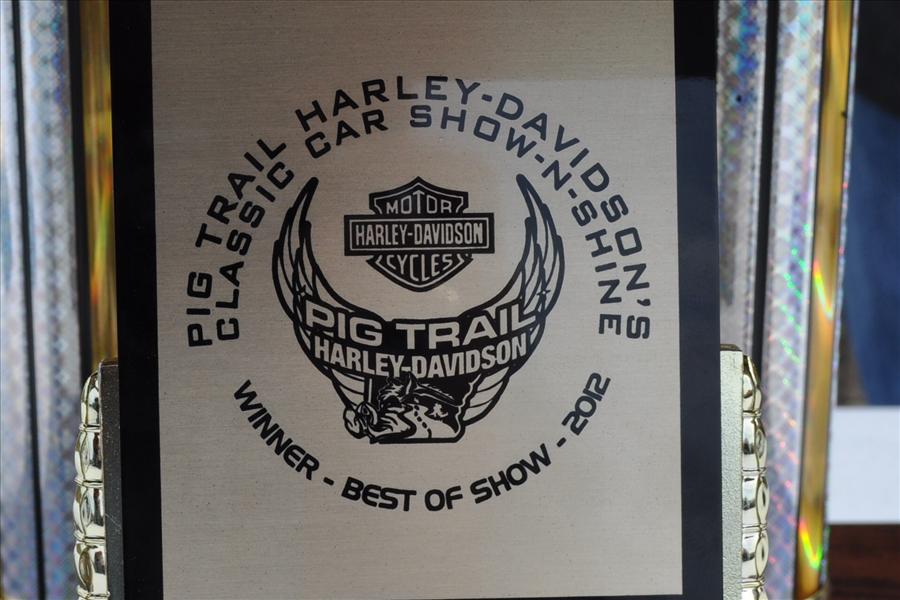 PIG TRAIL HARLEY-DAVIDSON'S
CLASSIC CAR SHOW-N-SHINE
MOTOR
HARLEY-DAVIDSON
CYCLES
PIG TRAIL
HARLEY-DAVIDSON
WINNER - BEST OF SHOW - 2012